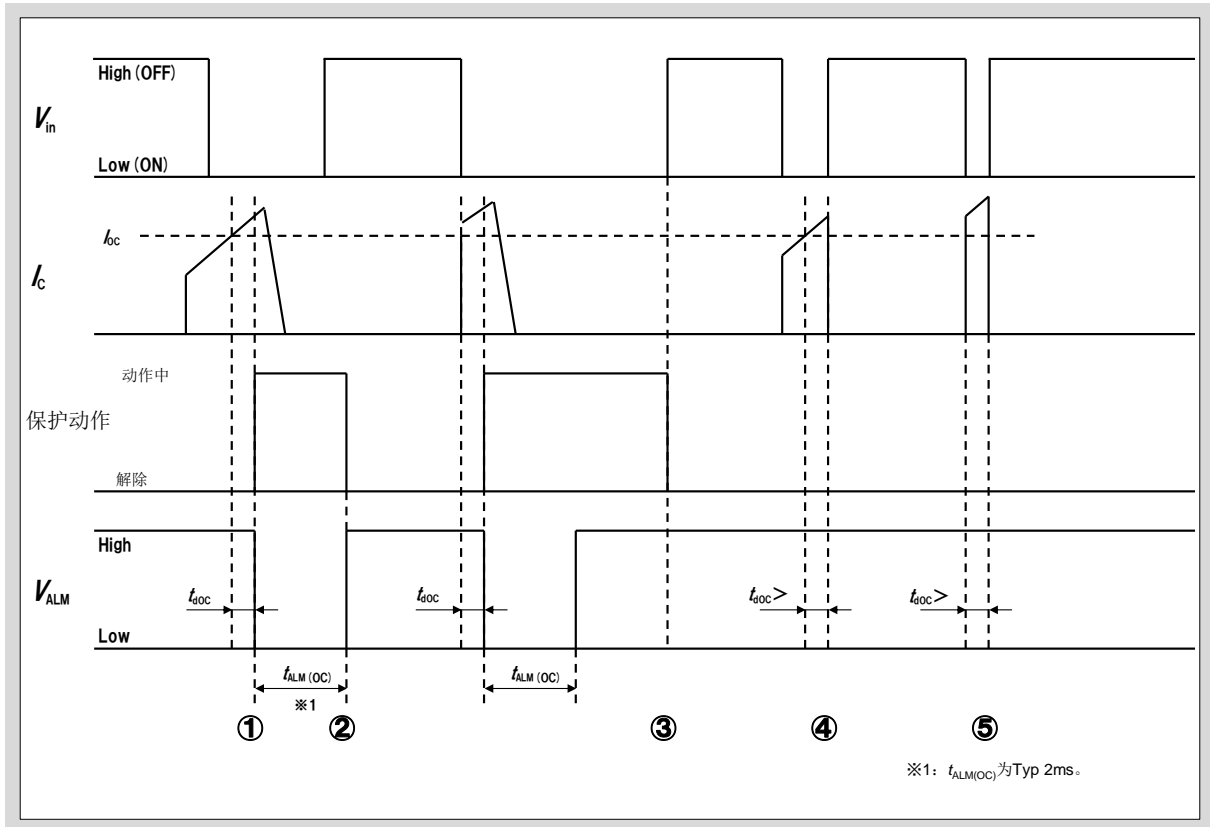 High (OFF)
Vin
Low (ON)
IOC
IC
动作中
保护动作
解除
High
VALM
tdOC
tdOC
tdOC>
tdOC>
Low
tALM (OC)
※1
tALM (OC)
① ② ③ ④ ⑤
※1：tALM(OC)为Typ 2ms。